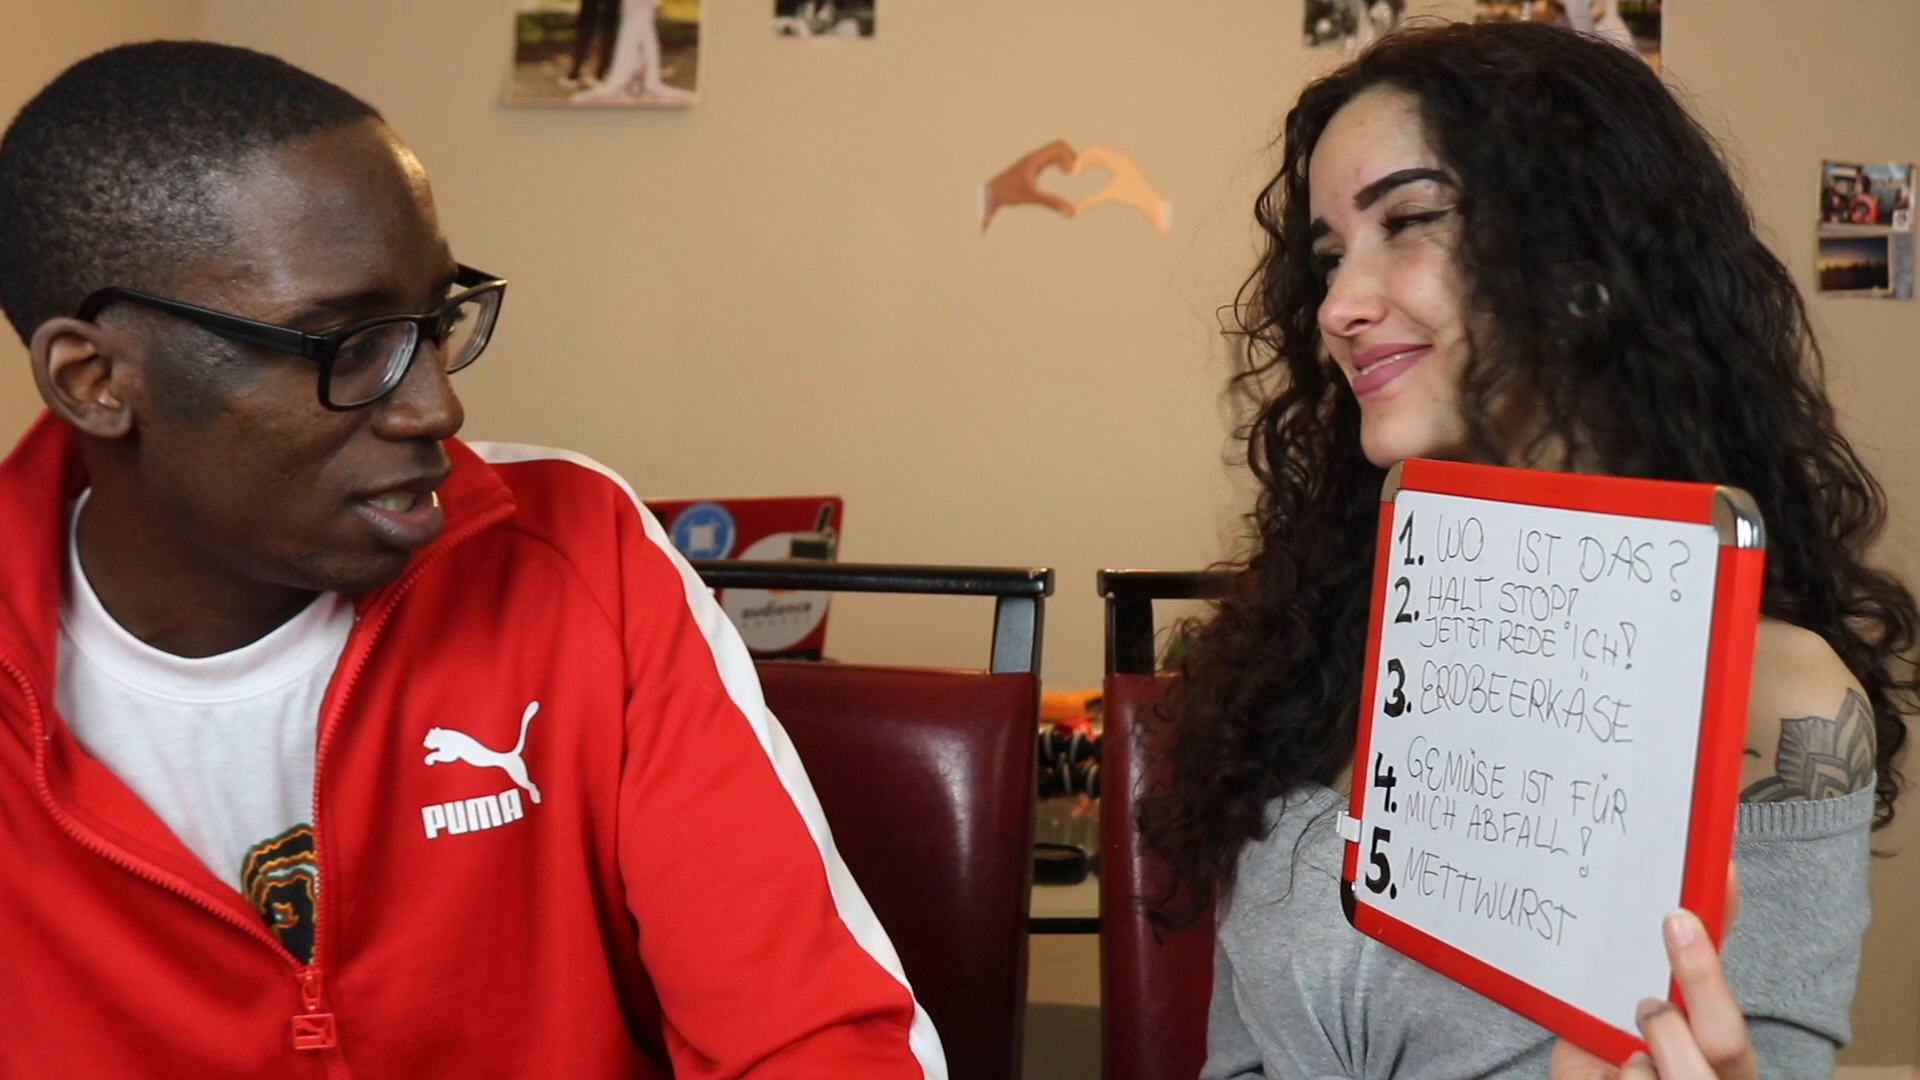 audience
PUMA
1. WO IST DAS?
2. HALT STOP!
JETZT REDE ICH!
3. ERDBEERKÄSE
4. GEMÜSE IST FÜR
MICH ABFALL!
5. METTWURST